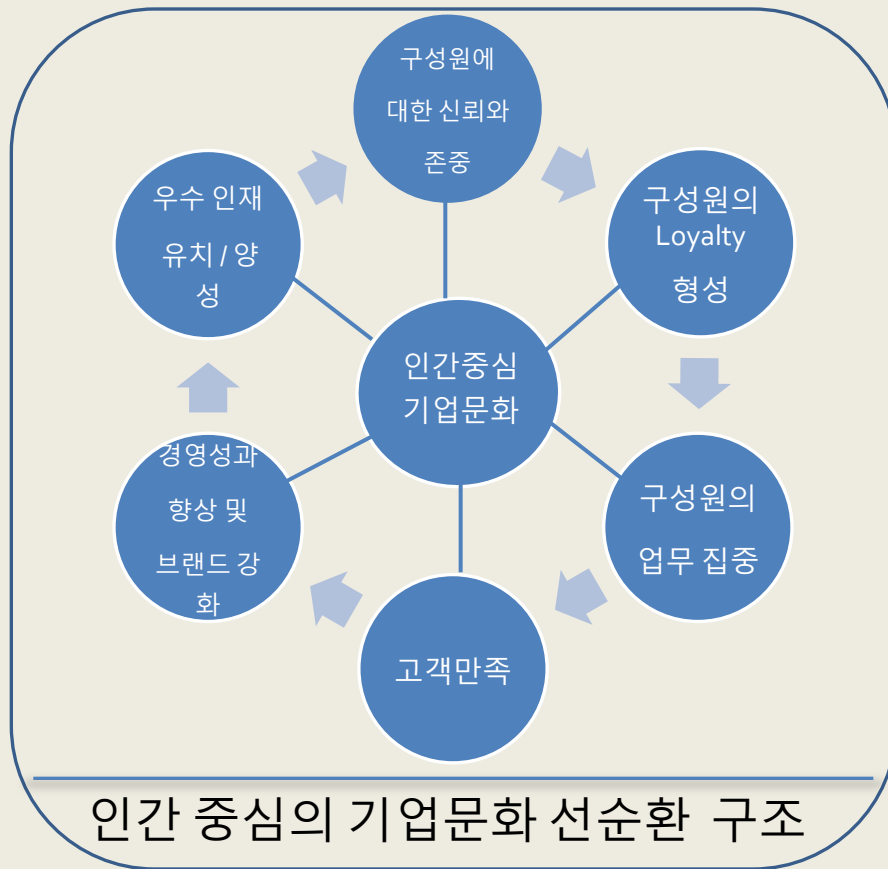 구성원에
대한 신뢰와
존중
구성원의
Loyalty
형성
구성원의
업무 집중
고객만족
경영성과
향상 및
브랜드 강
화
우수 인재
유치 / 양
성
인간중심
기업문화
인간 중심의 기업문화 선순환 구조